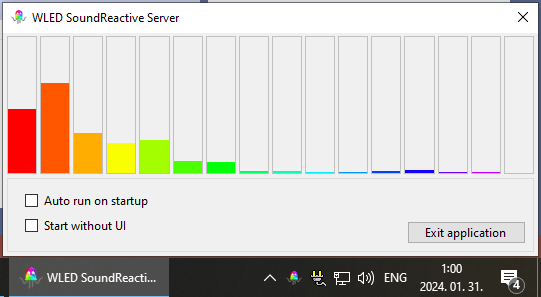 WLED SoundReactive Server
Auto run on startup
Start without UI
Exit application
WLED SoundReacti...
ENG
1:00
2024. 01. 31.
4